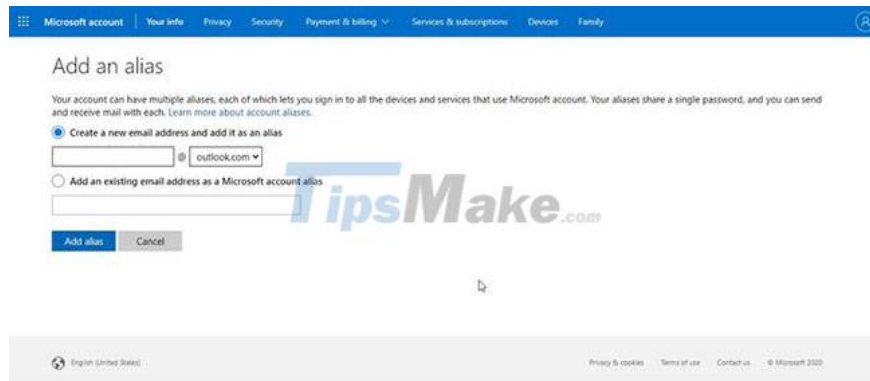 Microsoft account Your info Privacy Security Payment & billing Services & subscriptions Devices Family
Add an alias
Your account can have multiple aliases, each of which lets you sign in to all the devices and services that use Microsoft account. Your aliases share a single password, and you can send
and receive mail with each. Learn more about account aliases.
Create a new email address and add it as an alias
@ outlook.com
Add an existing email address as a Microsoft account alias
TipsMake.com
Add alias Cancel
English (United States) Privacy & cookies Terms of use Contact us © Microsoft 2020